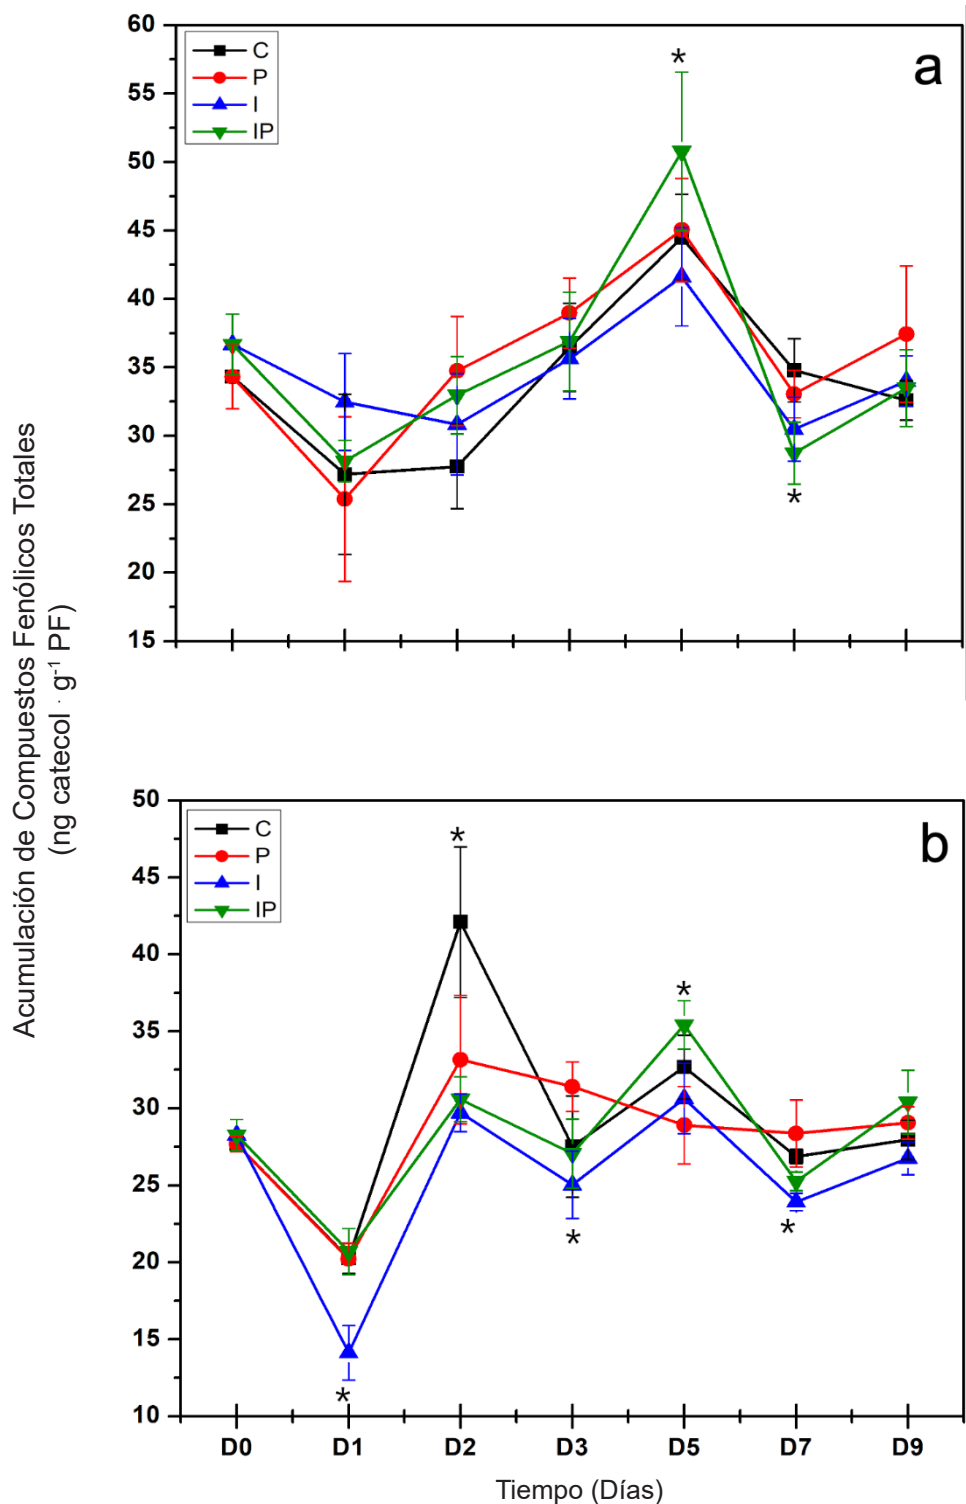 Acumulación de Compuestos Fenólicos Totales
(ng catecol · g⁻¹ PF)
60
55
50
45
40
35
30
25
20
15
C
P
I
IP
a
*
*
50
45
40
35
30
25
20
15
10
C
P
I
IP
b
*
*
*
*
*
D0 D1 D2 D3 D5 D7 D9
Tiempo (Días)